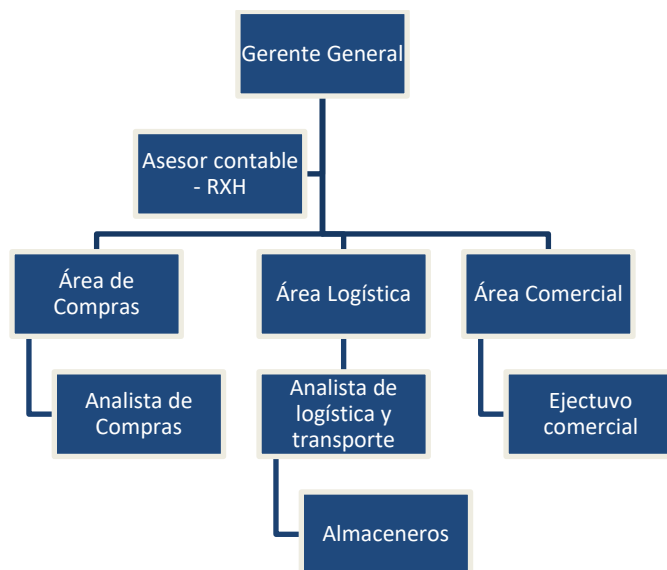 Gerente General
Asesor contable
- RXH
Área de
Compras
Área Logística
Área Comercial
Analista de
Compras
Analista de
logística y
transporte
Ejectuvo
comercial
Almaceneros